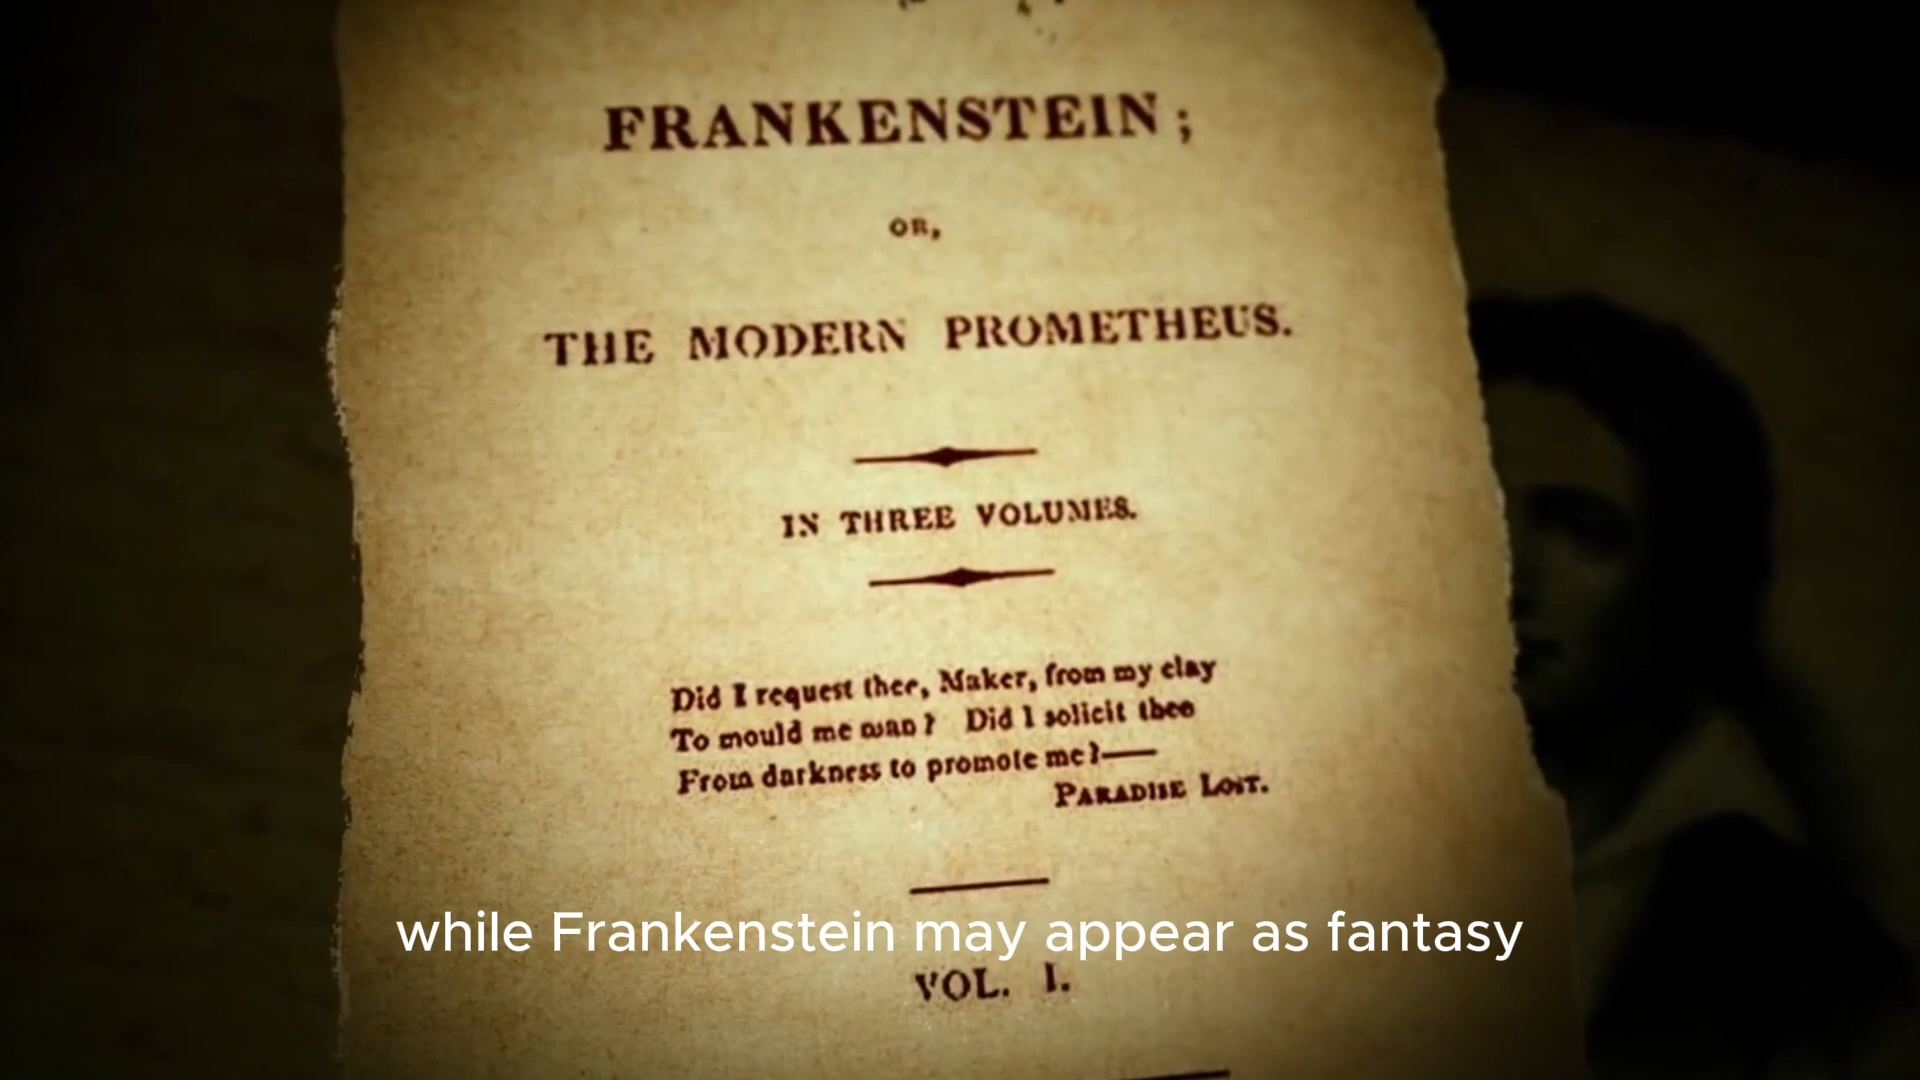 FRANKENSTEIN;
OR,
THE MODERN PROMETHEUS.
IN THREE VOLUMES.
Did I request thee, Maker, from my clay
To mould me man? Did I solicit thee
From darkness to promote me?——
PARADISE LOST.
while Frankenstein may appear as fantasy
VOL. I.